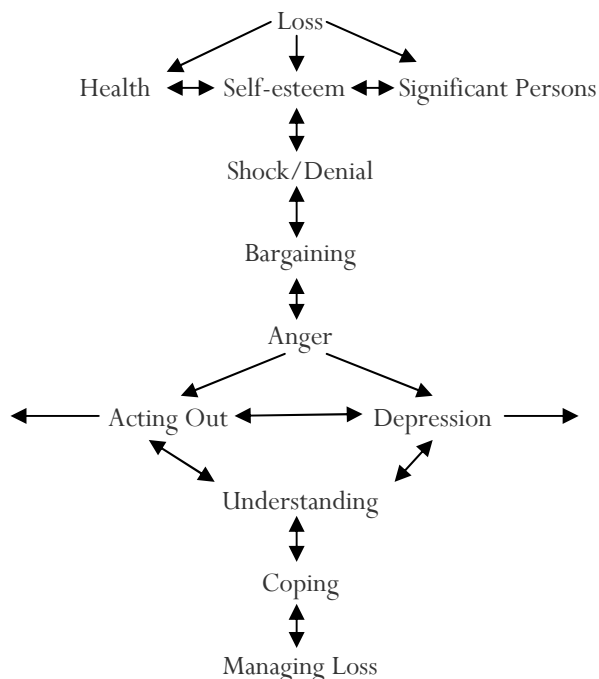 Loss
Health Self-esteem Significant Persons
Shock/Denial
Bargaining
Anger
Acting Out Depression
Understanding
Coping
Managing Loss